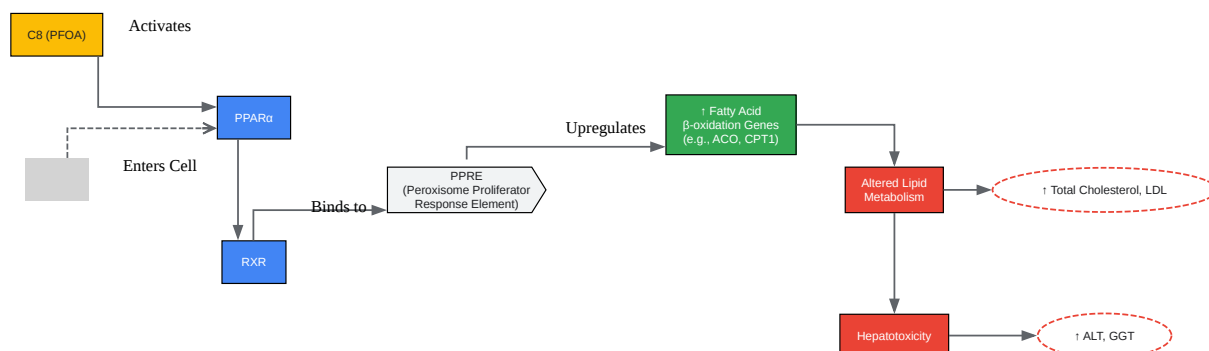 C8 (PFOA)
Activates
PPARα
Enters Cell
RXR
Binds to
PPRE
(Peroxisome Proliferator
Response Element)
Upregulates
↑ Fatty Acid
β-oxidation Genes
(e.g., ACO, CPT1)
Altered Lipid
Metabolism
↑ Total Cholesterol, LDL
Hepatotoxicity
↑ ALT, GGT